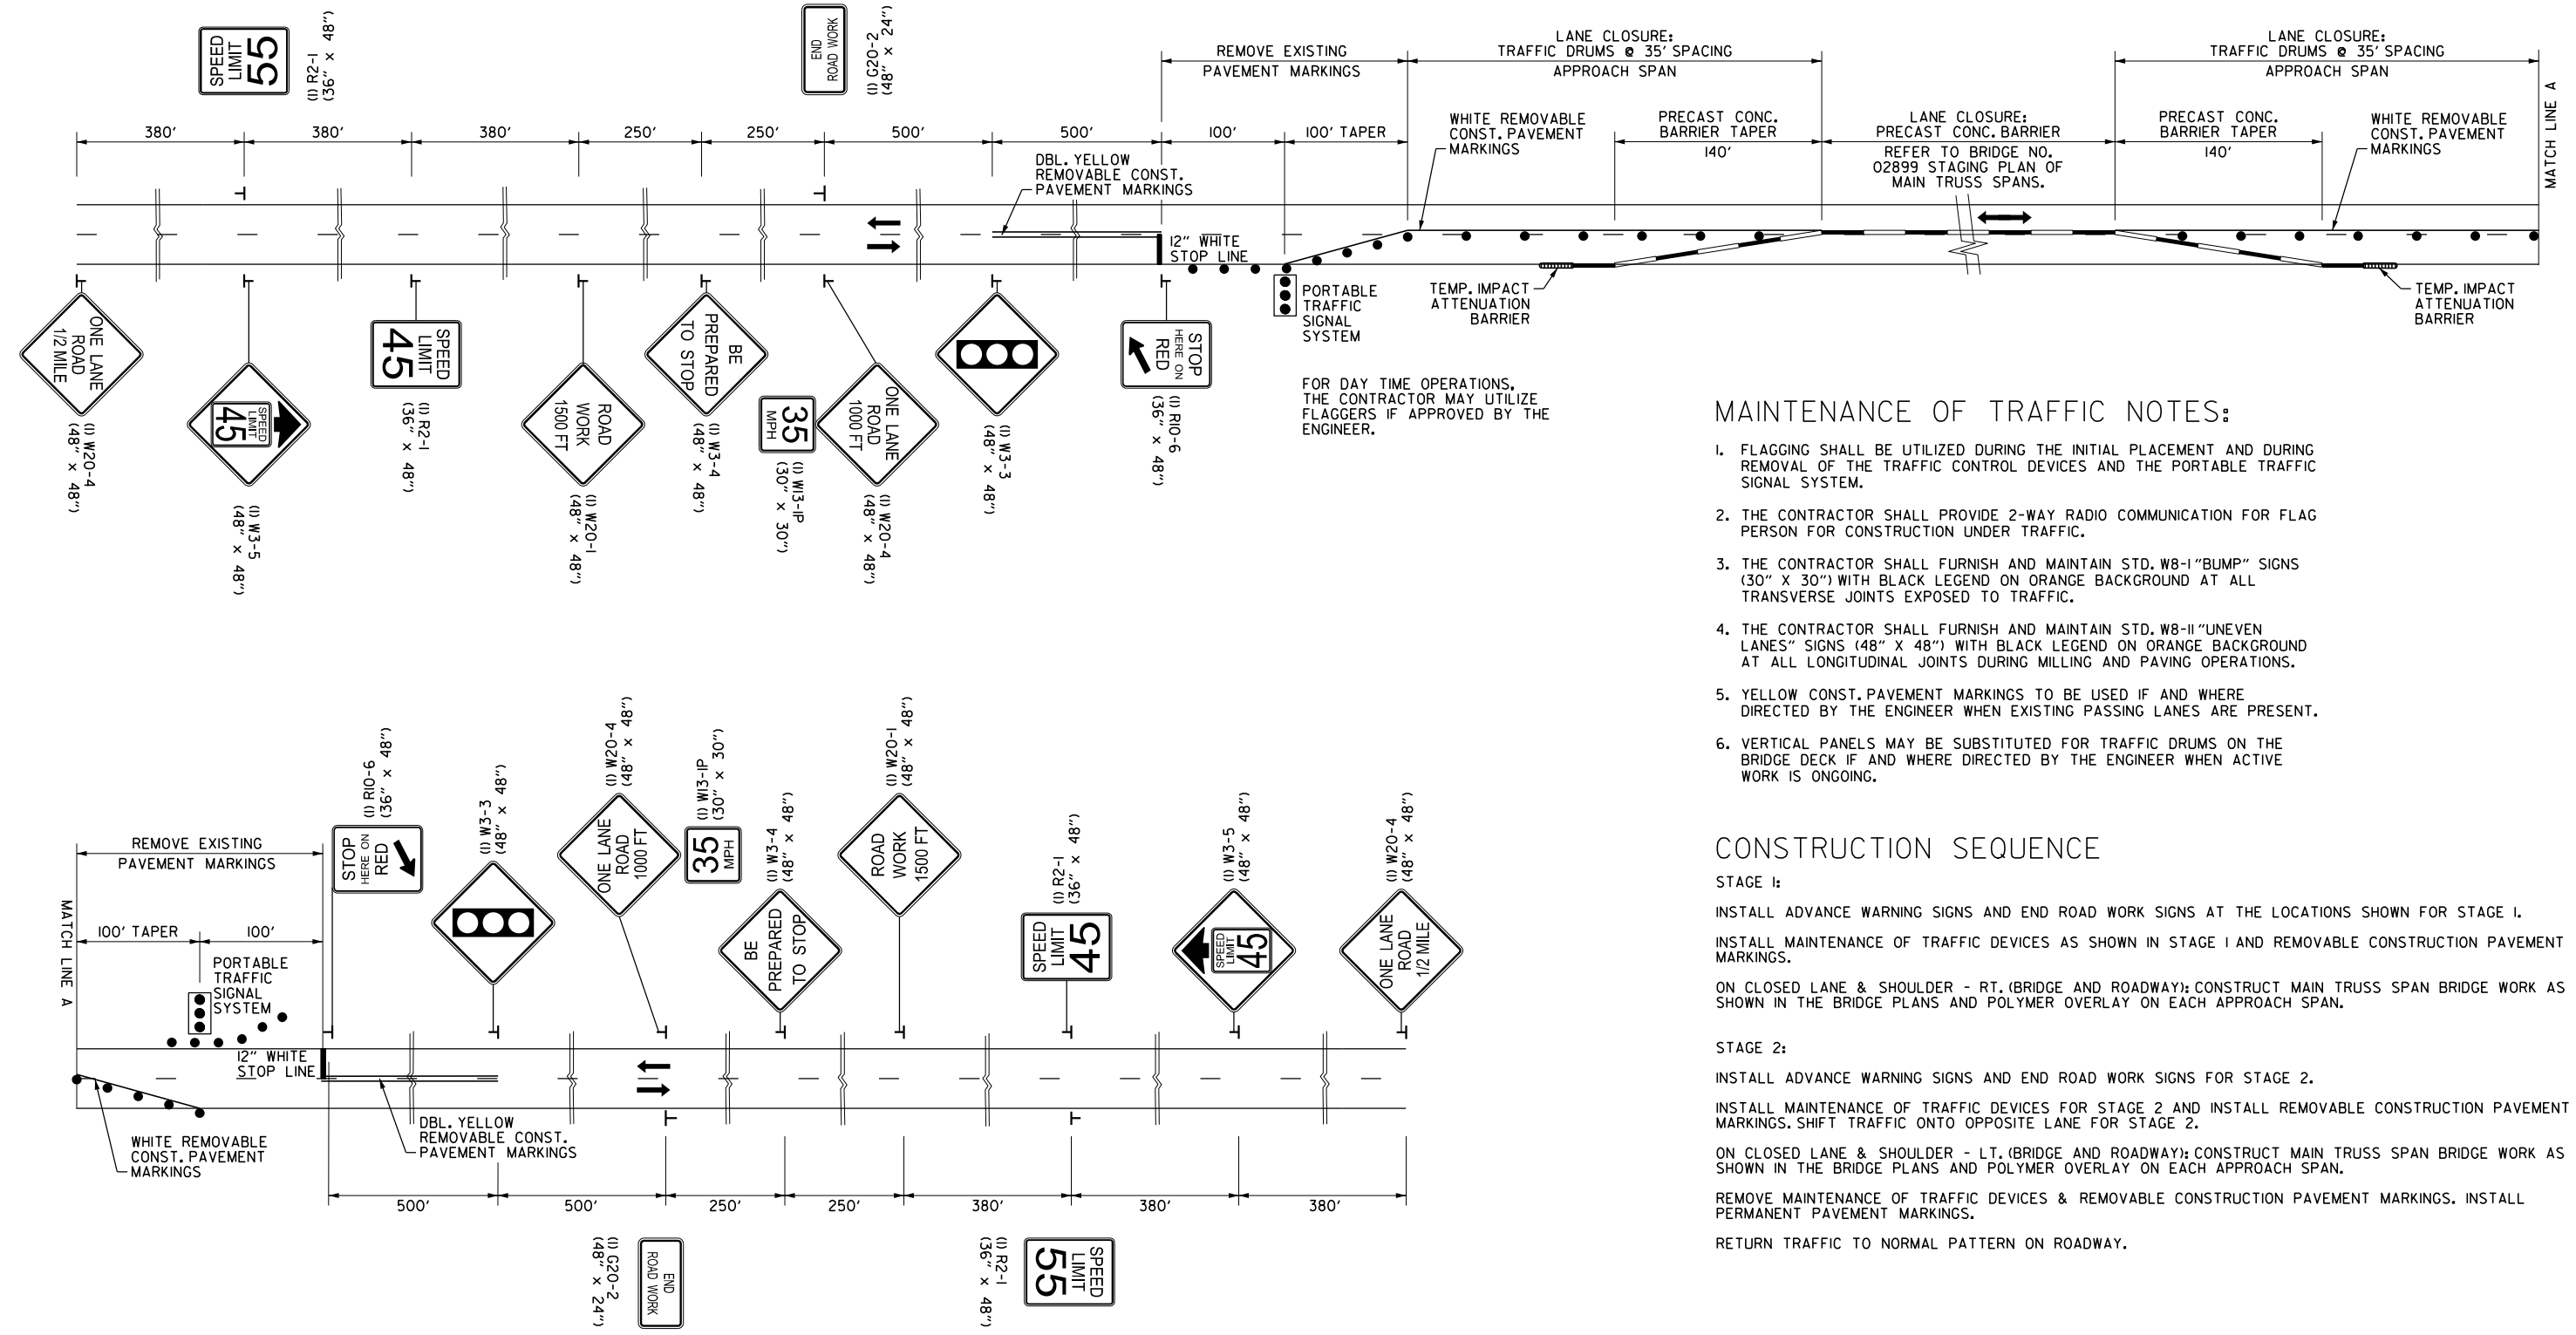 SPEED
LIMIT
55
(1) R2-1
(36" x 48")
END
ROAD WORK
(1) G20-2
(48" x 24")
REMOVE EXISTING
PAVEMENT MARKINGS
LANE CLOSURE:
TRAFFIC DRUMS @ 35' SPACING
APPROACH SPAN
LANE CLOSURE:
TRAFFIC DRUMS @ 35' SPACING
APPROACH SPAN
MATCH LINE A
380'
380'
380'
250'
250'
500'
500'
100'
100' TAPER
WHITE REMOVABLE
CONST. PAVEMENT
MARKINGS
PRECAST CONC.
BARRIER TAPER
140'
LANE CLOSURE:
PRECAST CONC. BARRIER
REFER TO BRIDGE NO.
02899 STAGING PLAN OF
MAIN TRUSS SPANS.
PRECAST CONC.
BARRIER TAPER
140'
WHITE REMOVABLE
CONST. PAVEMENT
MARKINGS
DBL. YELLOW
REMOVABLE CONST.
PAVEMENT MARKINGS
12" WHITE
STOP LINE
PORTABLE
TRAFFIC
SIGNAL
SYSTEM
TEMP. IMPACT
ATTENUATION
BARRIER
TEMP. IMPACT
ATTENUATION
BARRIER
ONE LANE
ROAD
1/2 MILE
(1) W20-4
(48" x 48")
SPEED
LIMIT
45
(1) W3-5
(48" x 48")
SPEED
LIMIT
45
(1) R2-1
(36" x 48")
ROAD
WORK
1500 FT
(1) W20-1
(48" x 48")
BE
PREPARED
TO STOP
(1) W3-4
(48" x 48")
35
MPH
(1) W13-1P
(30" x 30")
ONE LANE
ROAD
1000 FT
(1) W20-4
(48" x 48")
(1) W3-3
(48" x 48")
STOP
HERE ON
RED
(1) R10-6
(36" x 48")
FOR DAY TIME OPERATIONS,
THE CONTRACTOR MAY UTILIZE
FLAGGERS IF APPROVED BY THE
ENGINEER.
MAINTENANCE OF TRAFFIC NOTES:
1. FLAGGING SHALL BE UTILIZED DURING THE INITIAL PLACEMENT AND DURING
REMOVAL OF THE TRAFFIC CONTROL DEVICES AND THE PORTABLE TRAFFIC
SIGNAL SYSTEM.
2. THE CONTRACTOR SHALL PROVIDE 2-WAY RADIO COMMUNICATION FOR FLAG
PERSON FOR CONSTRUCTION UNDER TRAFFIC.
3. THE CONTRACTOR SHALL FURNISH AND MAINTAIN STD. W8-1 "BUMP" SIGNS
(30" X 30") WITH BLACK LEGEND ON ORANGE BACKGROUND AT ALL
TRANSVERSE JOINTS EXPOSED TO TRAFFIC.
4. THE CONTRACTOR SHALL FURNISH AND MAINTAIN STD. W8-11 "UNEVEN
LANES" SIGNS (48" X 48") WITH BLACK LEGEND ON ORANGE BACKGROUND
AT ALL LONGITUDINAL JOINTS DURING MILLING AND PAVING OPERATIONS.
5. YELLOW CONST. PAVEMENT MARKINGS TO BE USED IF AND WHERE
DIRECTED BY THE ENGINEER WHEN EXISTING PASSING LANES ARE PRESENT.
6. VERTICAL PANELS MAY BE SUBSTITUTED FOR TRAFFIC DRUMS ON THE
BRIDGE DECK IF AND WHERE DIRECTED BY THE ENGINEER WHEN ACTIVE
WORK IS ONGOING.
CONSTRUCTION SEQUENCE
STAGE 1:
INSTALL ADVANCE WARNING SIGNS AND END ROAD WORK SIGNS AT THE LOCATIONS SHOWN FOR STAGE 1.
INSTALL MAINTENANCE OF TRAFFIC DEVICES AS SHOWN IN STAGE 1 AND REMOVABLE CONSTRUCTION PAVEMENT
MARKINGS.
ON CLOSED LANE & SHOULDER - RT. (BRIDGE AND ROADWAY): CONSTRUCT MAIN TRUSS SPAN BRIDGE WORK AS
SHOWN IN THE BRIDGE PLANS AND POLYMER OVERLAY ON EACH APPROACH SPAN.
STAGE 2:
INSTALL ADVANCE WARNING SIGNS AND END ROAD WORK SIGNS FOR STAGE 2.
INSTALL MAINTENANCE OF TRAFFIC DEVICES FOR STAGE 2 AND INSTALL REMOVABLE CONSTRUCTION PAVEMENT
MARKINGS. SHIFT TRAFFIC ONTO OPPOSITE LANE FOR STAGE 2.
ON CLOSED LANE & SHOULDER - LT. (BRIDGE AND ROADWAY): CONSTRUCT MAIN TRUSS SPAN BRIDGE WORK AS
SHOWN IN THE BRIDGE PLANS AND POLYMER OVERLAY ON EACH APPROACH SPAN.
REMOVE MAINTENANCE OF TRAFFIC DEVICES & REMOVABLE CONSTRUCTION PAVEMENT MARKINGS. INSTALL
PERMANENT PAVEMENT MARKINGS.
RETURN TRAFFIC TO NORMAL PATTERN ON ROADWAY.
REMOVE EXISTING
PAVEMENT MARKINGS
MATCH LINE A
100' TAPER
100'
PORTABLE
TRAFFIC
SIGNAL
SYSTEM
12" WHITE
STOP LINE
WHITE REMOVABLE
CONST. PAVEMENT
MARKINGS
DBL. YELLOW
REMOVABLE CONST.
PAVEMENT MARKINGS
(1) R10-6
(36" x 48")
STOP
HERE ON
RED
(1) W3-3
(48" x 48")
(1) W20-4
(48" x 48")
ONE LANE
ROAD
1000 FT
(1) W13-1P
(30" x 30")
35
MPH
(1) W3-4
(48" x 48")
BE
PREPARED
TO STOP
(1) W20-1
(48" x 48")
ROAD
WORK
1500 FT
(1) R2-1
(36" x 48")
SPEED
LIMIT
45
(1) W3-5
(48" x 48")
SPEED
LIMIT
45
(1) W20-4
(48" x 48")
ONE LANE
ROAD
1/2 MILE
500'
500'
250'
250'
380'
380'
380'
(1) G20-2
(48" x 24")
END
ROAD WORK
(1) R2-1
(36" x 48")
SPEED
LIMIT
55